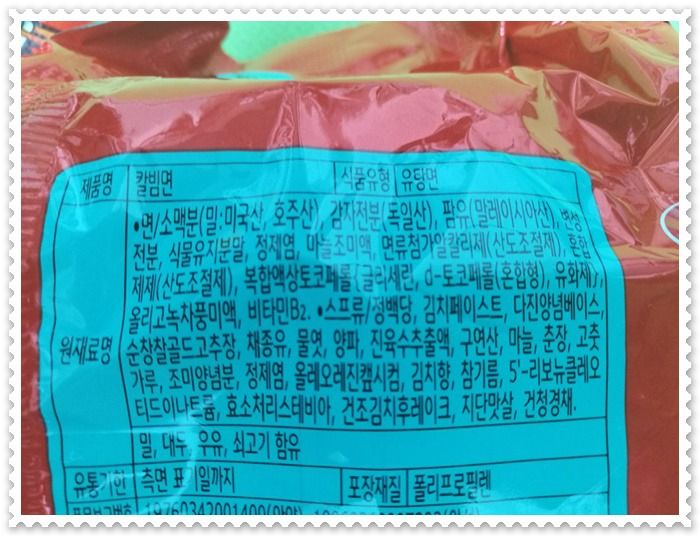 제품명 칼빔면 식품유형 유탕면
•면/소맥분(밀:미국산, 호주산), 감자전분(독일산), 팜유(말레이시아산), 변성
전분, 식물유지분말, 정제염, 마늘조미액, 면류첨가알칼리제(산도조절제), 혼합
제제(산도조절제), 복합액상토코페롤(글리세린, d-토코페롤(혼합형), 유화제),
올리고녹차풍미액, 비타민B₂. •스프류/정백당, 김치페이스트, 다진양념베이스,
원재료명 순창찰골드고추장, 채종유, 물엿, 양파, 진육수추출액, 구연산, 마늘, 춘장, 고춧
가루, 조미양념분, 정제염, 올레오레진캪시컴, 김치향, 참기름, 5'-리보뉴클레오
티드이나트륨, 효소처리스테비아, 건조김치후레이크, 지단맛살, 건청경채.
밀, 대두, 우유, 쇠고기 함유
유통기한 측면 표기일까지 포장재질 폴리프로필렌